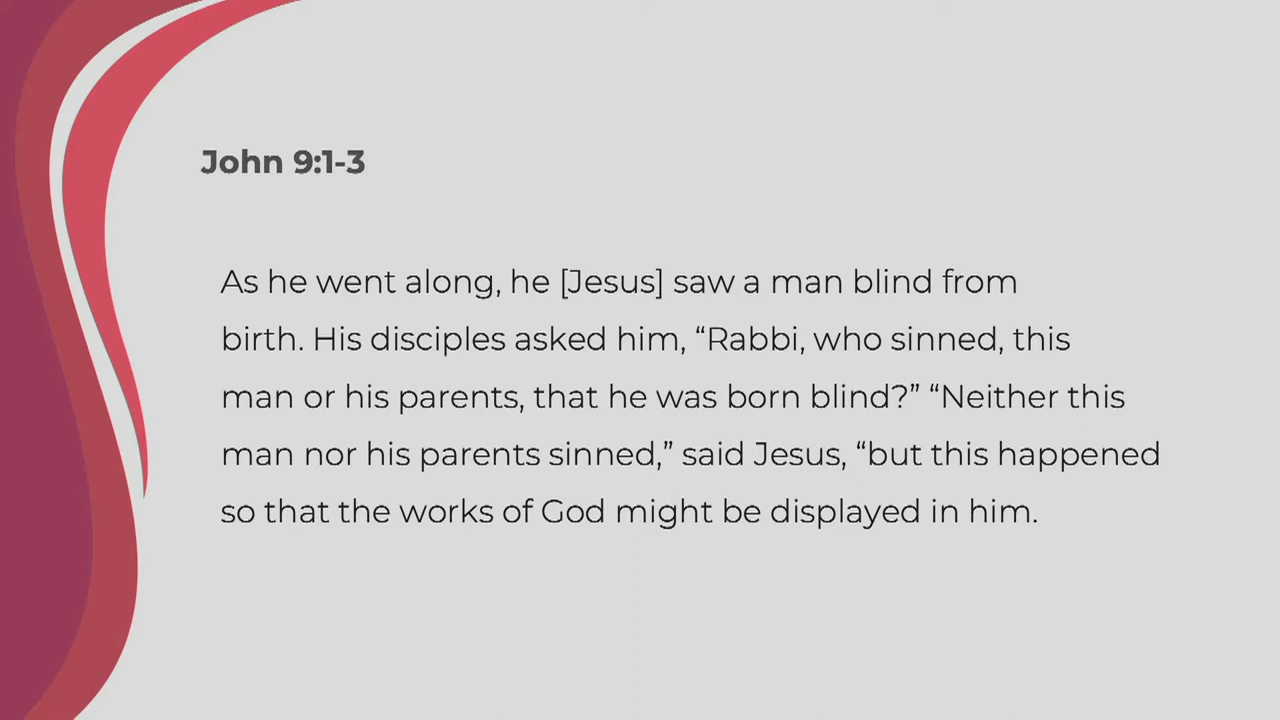 John 9:1-3
As he went along, he [Jesus] saw a man blind from
birth. His disciples asked him, “Rabbi, who sinned, this
man or his parents, that he was born blind?” “Neither this
man nor his parents sinned,” said Jesus, “but this happened
so that the works of God might be displayed in him.